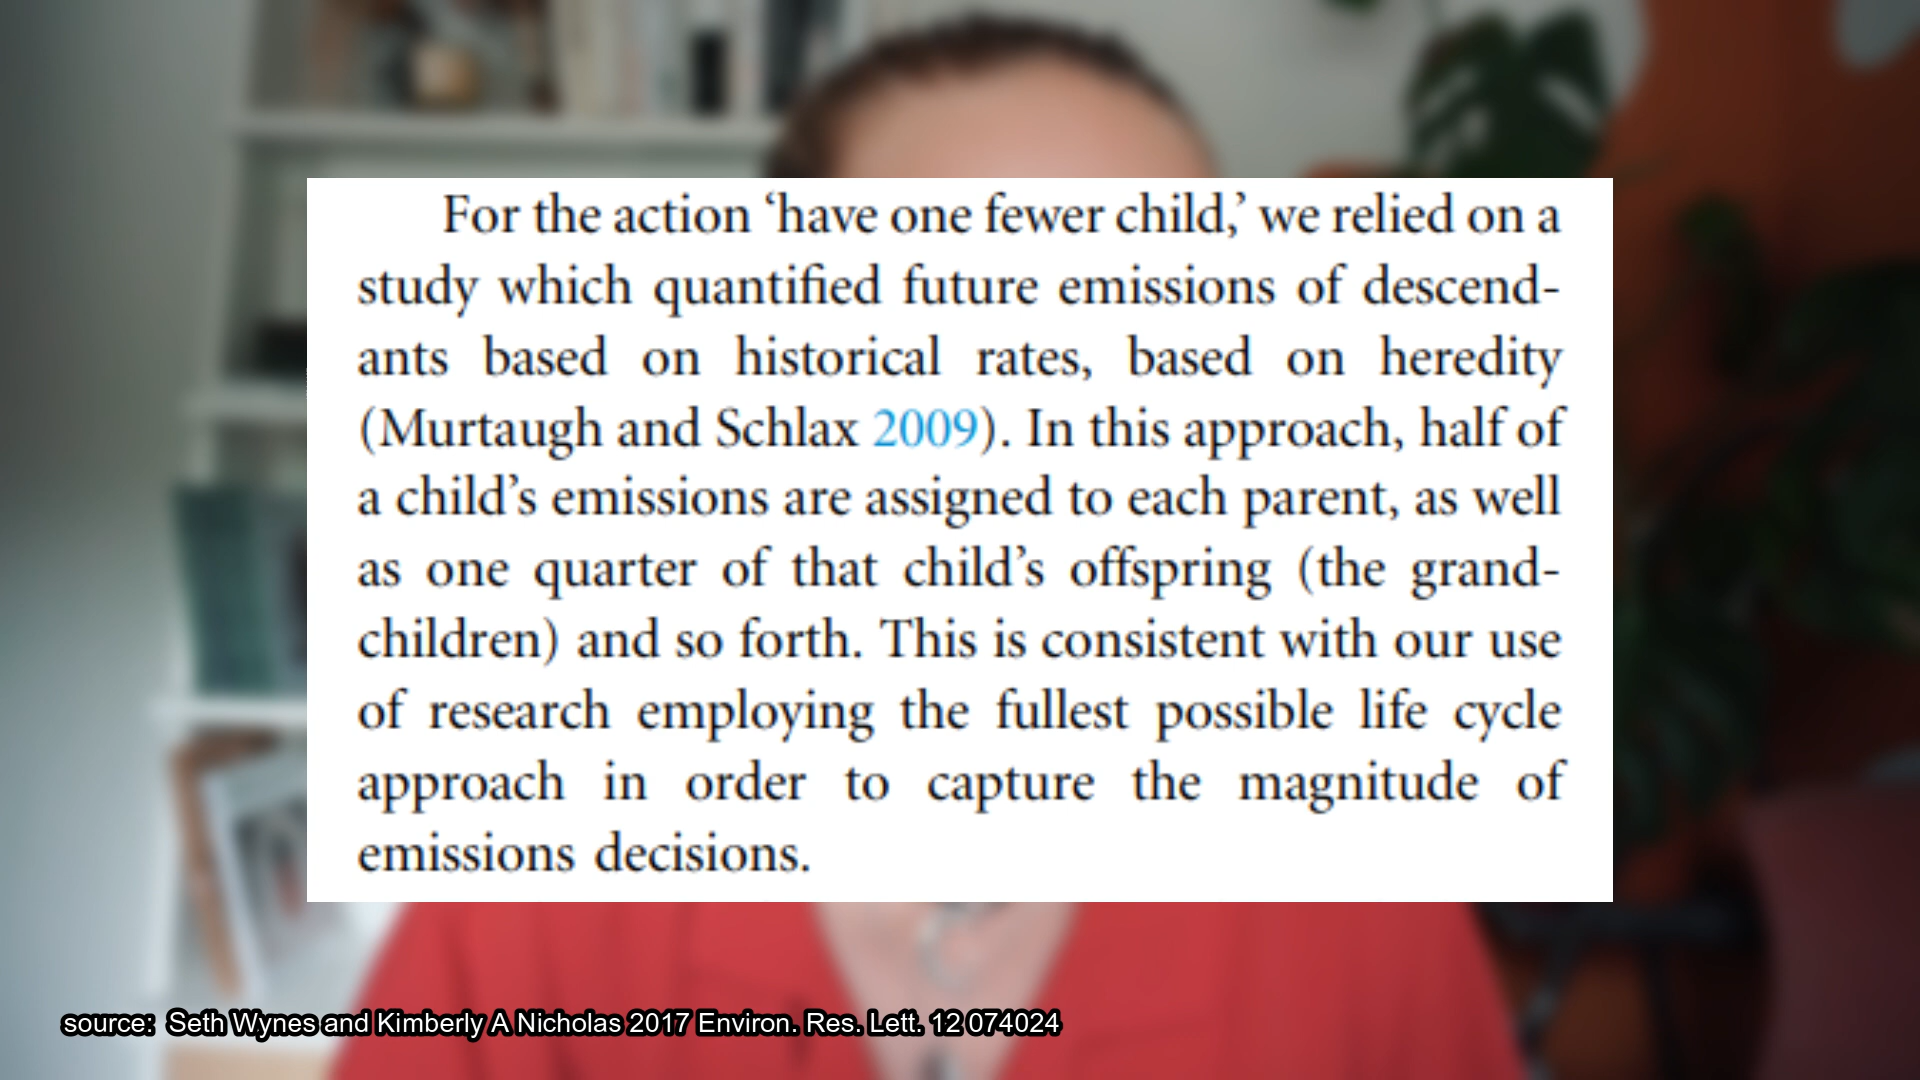 For the action ‘have one fewer child,’ we relied on a
study which quantified future emissions of descend-
ants based on historical rates, based on heredity
(Murtaugh and Schlax 2009). In this approach, half of
a child’s emissions are assigned to each parent, as well
as one quarter of that child’s offspring (the grand-
children) and so forth. This is consistent with our use
of research employing the fullest possible life cycle
approach in order to capture the magnitude of
emissions decisions.
source: Seth Wynes and Kimberly A Nicholas 2017 Environ. Res. Lett. 12 074024